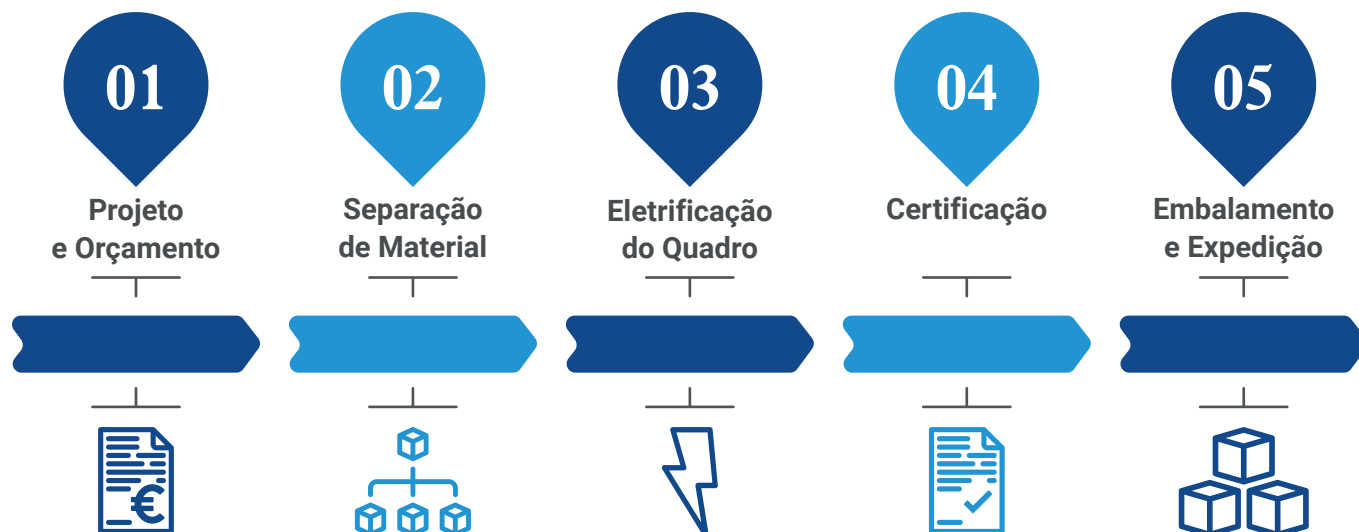 01
02
03
04
05
Projeto
e Orçamento
Separação
de Material
Eletrificação
do Quadro
Certificação
Embalamento
e Expedição
€